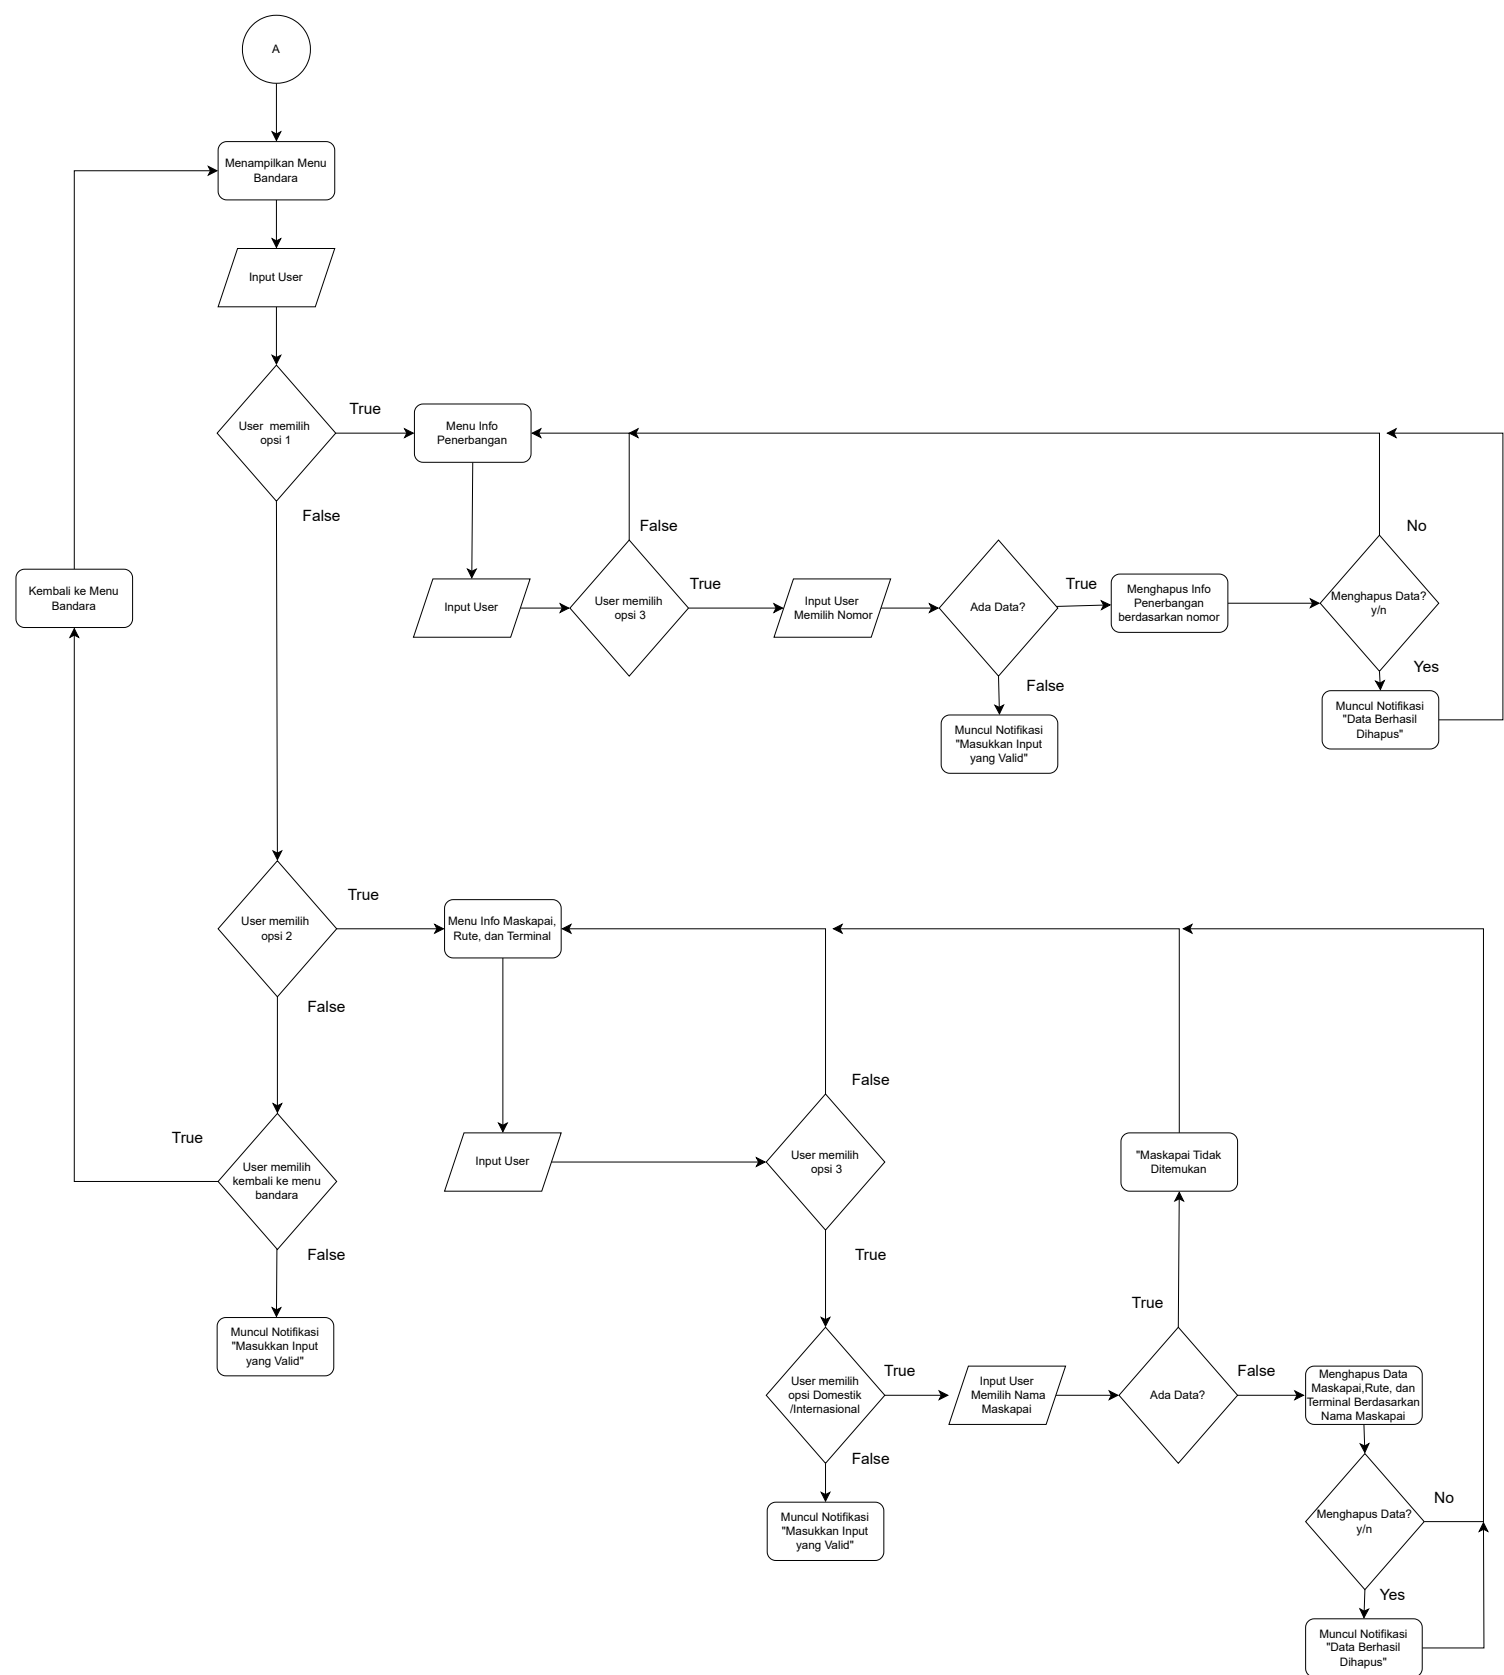 A
Menampilkan Menu
Bandara
Input User
User memilih
opsi 1
True
False
Menu Info
Penerbangan
Input User
User memilih
opsi 3
False
True
Input User
Memilih Nomor
Ada Data?
True
False
Muncul Notifikasi
"Masukkan Input
yang Valid"
Menghapus Info
Penerbangan
berdasarkan nomor
Menghapus Data?
y/n
No
Yes
Muncul Notifikasi
"Data Berhasil
Dihapus"
Kembali ke Menu
Bandara
User memilih
opsi 2
True
False
Menu Info Maskapai,
Rute, dan Terminal
Input User
User memilih
opsi 3
False
True
User memilih
kembali ke menu
bandara
True
False
Muncul Notifikasi
"Masukkan Input
yang Valid"
User memilih
opsi Domestik
/Internasional
True
False
Muncul Notifikasi
"Masukkan Input
yang Valid"
Input User
Memilih Nama
Maskapai
Ada Data?
True
"Maskapai Tidak
Ditemukan
False
Menghapus Data
Maskapai,Rute, dan
Terminal Berdasarkan
Nama Maskapai
Menghapus Data?
y/n
No
Yes
Muncul Notifikasi
"Data Berhasil
Dihapus"